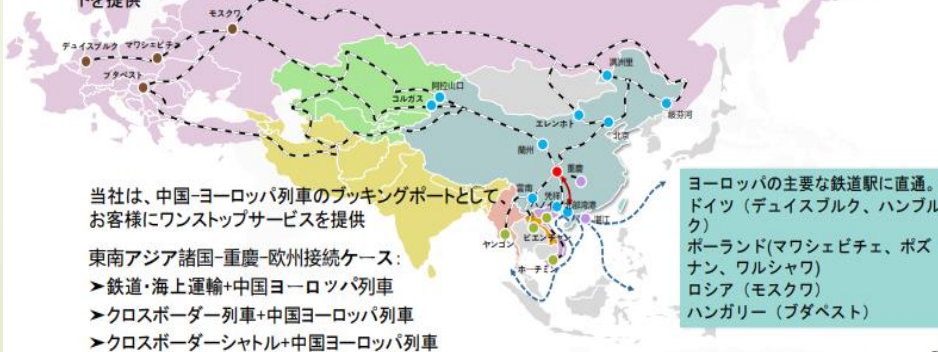 トを提供
モスクワ
デュイスブルク
マワシェビチェ
ブタペスト
満洲里
阿拉山口
コルガス
エレンホト
北京
綏芬河
蘭州
重慶
雲南
凭祥
ハノイ
北部湾港
湛江
ヤンゴン
ビエンチャン
ホーチミン
当社は、中国-ヨーロッパ列車のブッキングポートとして、
お客様にワンストップサービスを提供
東南アジア諸国-重慶-欧州接続ケース:
➤鉄道・海上運輸+中国ヨーロッパ列車
➤クロスボーダー列車+中国ヨーロッパ列車
➤クロスボーダーシャトル+中国ヨーロッパ列車
ヨーロッパの主要な鉄道駅に直通。
ドイツ（デュイスブルク、ハンブル
ク）
ポーランド(マワシェビチェ、ポズ
ナン、ワルシャワ)
ロシア（モスクワ）
ハンガリー（ブダペスト）